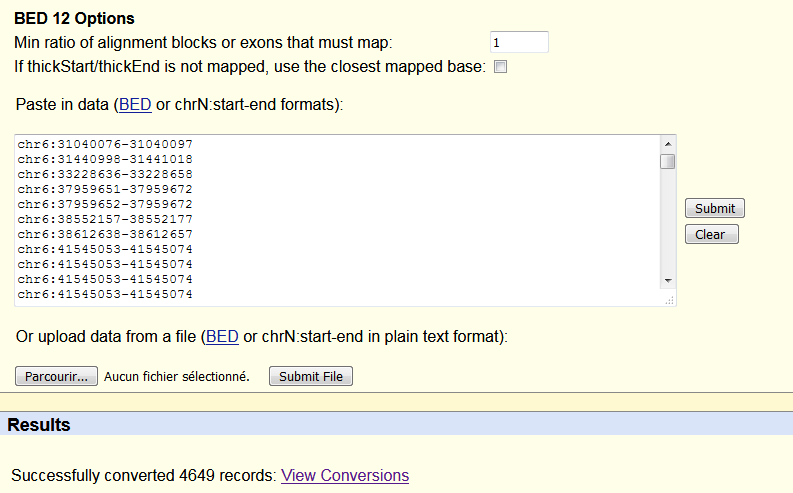 BED 12 Options
Min ratio of alignment blocks or exons that must map: 1
If thickStart/thickEnd is not mapped, use the closest mapped base:
Paste in data (BED or chrN:start-end formats):
chr6:31040076-31040097
chr6:31440998-31441018
chr6:33228636-33228658
chr6:37959651-37959672
chr6:37959652-37959672
chr6:38552157-38552177
chr6:38612638-38612657
chr6:41545053-41545074
chr6:41545053-41545074
chr6:41545053-41545074
chr6:41545053-41545074
Submit
Clear
Or upload data from a file (BED or chrN:start-end in plain text format):
Parcourir... Aucun fichier sélectionné. Submit File
Results
Successfully converted 4649 records: View Conversions